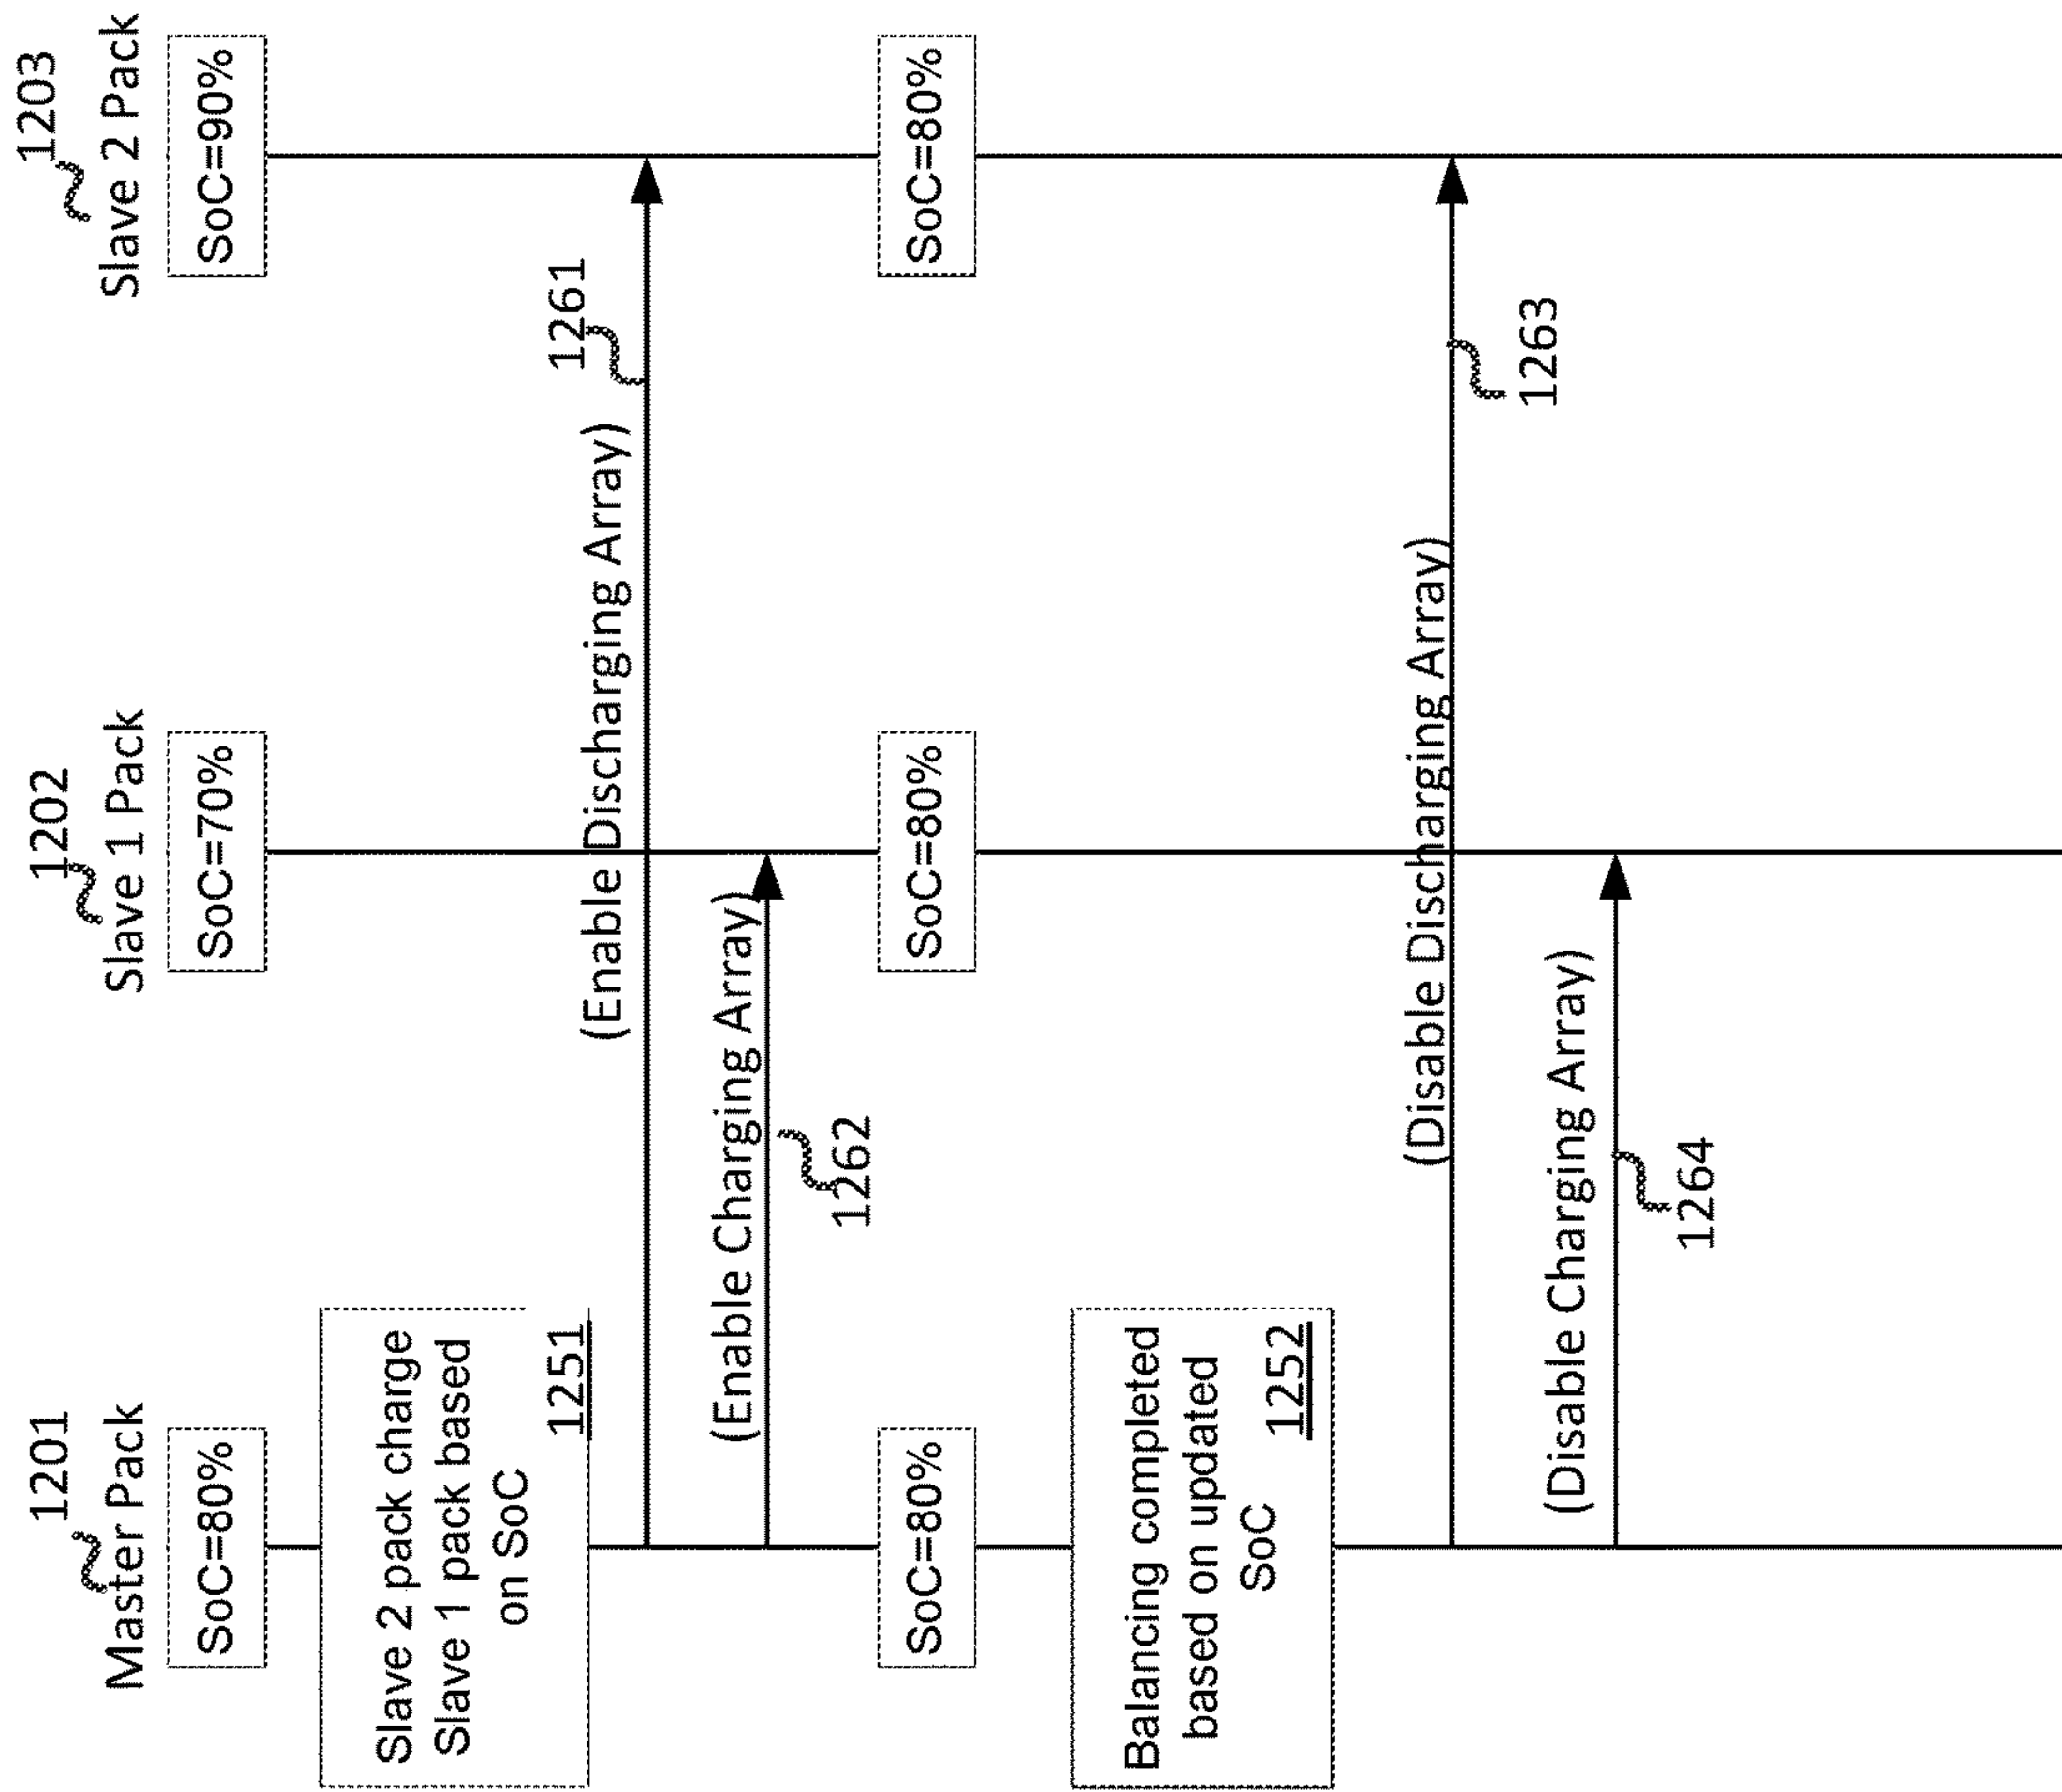 1201
Master Pack
1202
Slave 1 Pack
1203
Slave 2 Pack
SoC=80%
SoC=70%
SoC=90%
Slave 2 pack charge
Slave 1 pack based
on SoC
1251
(Enable Discharging Array)
1261
(Enable Charging Array)
1262
SoC=80%
SoC=80%
SoC=80%
Balancing completed
based on updated
SoC
1252
(Disable Discharging Array)
1263
(Disable Charging Array)
1264